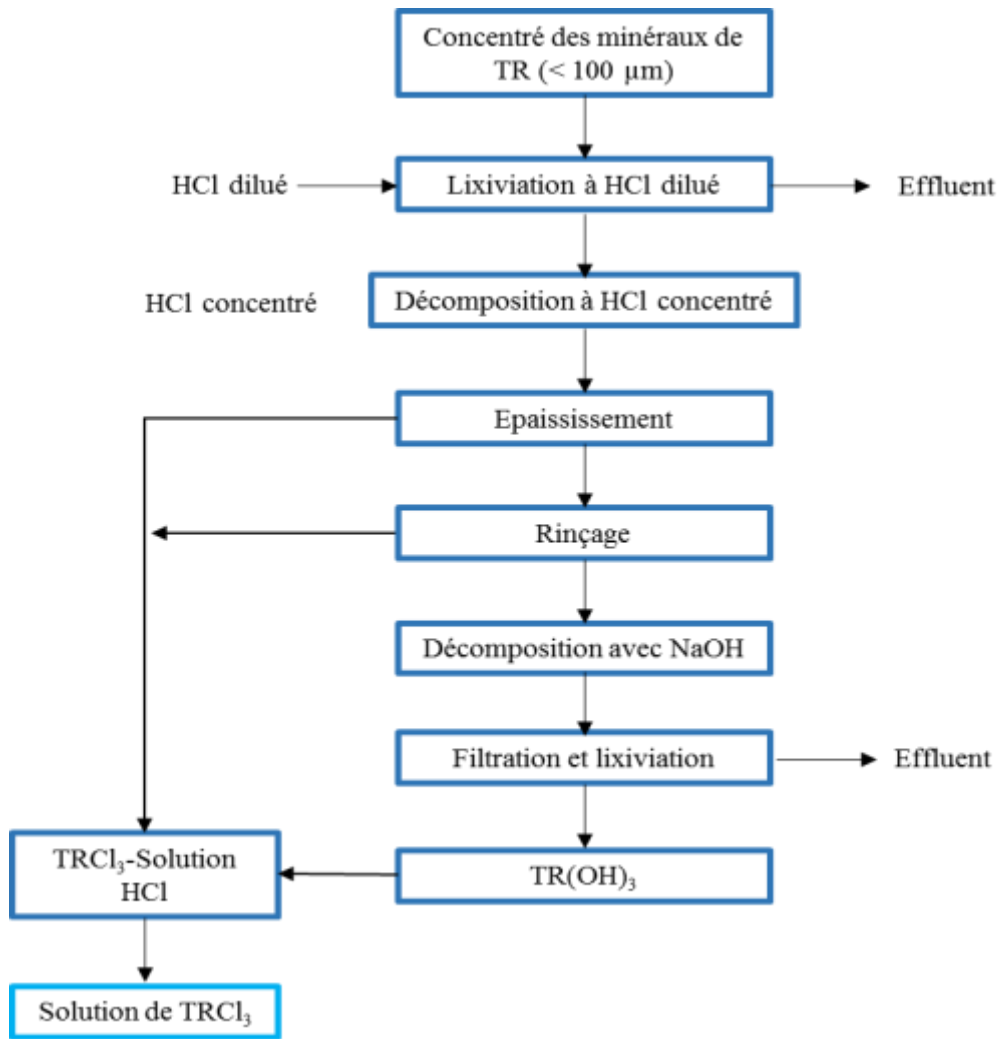 Concentré des minéraux de
TR (< 100 µm)
HCl dilué
Lixiviation à HCl dilué
Effluent
HCl concentré
Décomposition à HCl concentré
Epaississement
Rinçage
Décomposition avec NaOH
Filtration et lixiviation
Effluent
TRCl₃-Solution
HCl
TR(OH)₃
Solution de TRCl₃